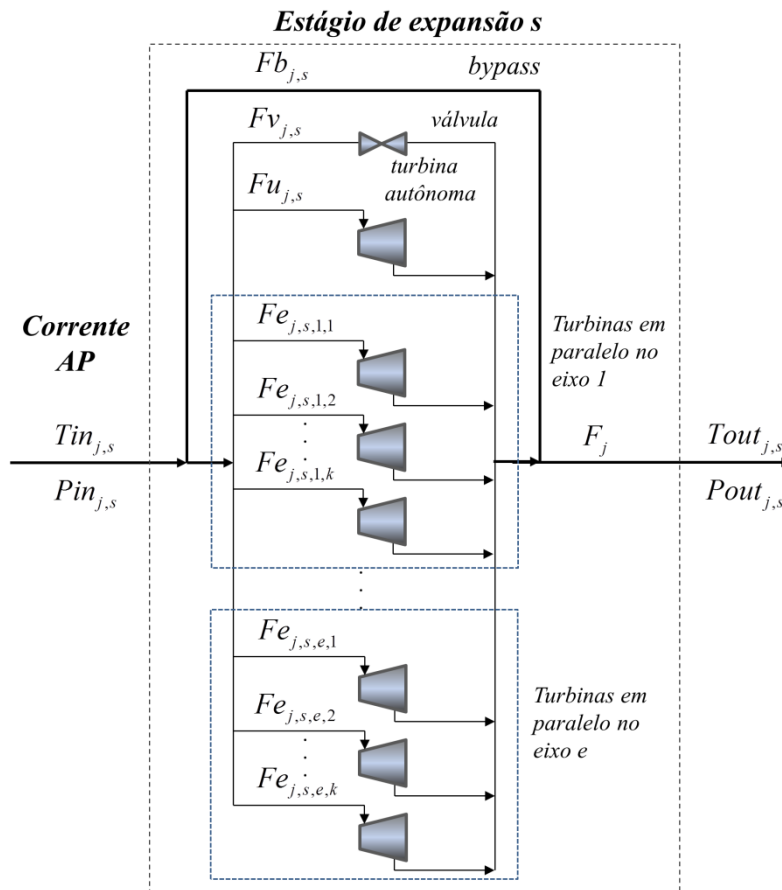 Estágio de expansão s
Fb_{j,s}
bypass
Fv_{j,s}
válvula
turbina
autônoma
Fu_{j,s}
Corrente
AP
Fe_{j,s,1,1}
Turbinas em
paralelo no
eixo 1
Fe_{j,s,1,2}
Tin_{j,s}
F_{j}
Tout_{j,s}
Fe_{j,s,1,k}
Pin_{j,s}
Pout_{j,s}
Fe_{j,s,e,1}
Turbinas em
paralelo no
eixo e
Fe_{j,s,e,2}
Fe_{j,s,e,k}